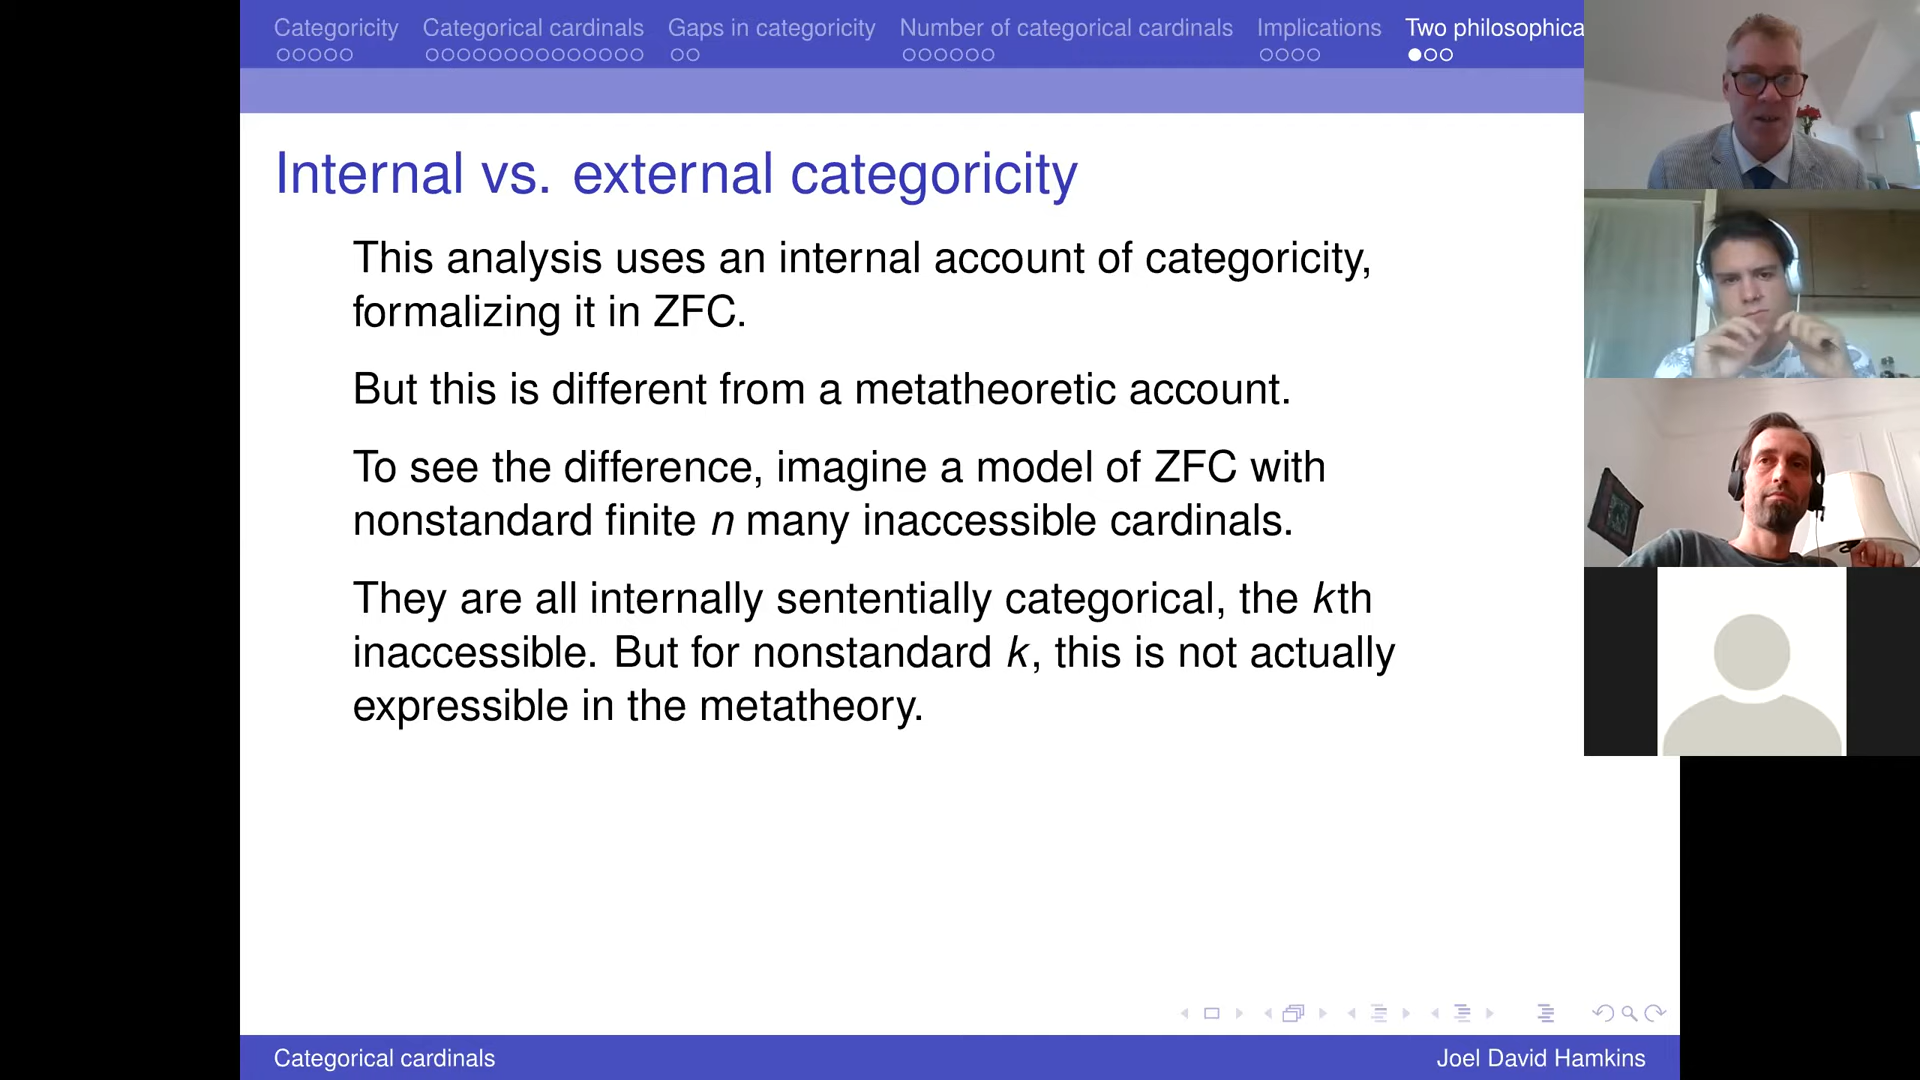 Categoricity Categorical cardinals Gaps in categoricity Number of categorical cardinals Implications Two philosophica
Internal vs. external categoricity
This analysis uses an internal account of categoricity,
formalizing it in ZFC.
But this is different from a metatheoretic account.
To see the difference, imagine a model of ZFC with
nonstandard finite n many inaccessible cardinals.
They are all internally sententially categorical, the kth
inaccessible. But for nonstandard k, this is not actually
expressible in the metatheory.
Categorical cardinals Joel David Hamkins